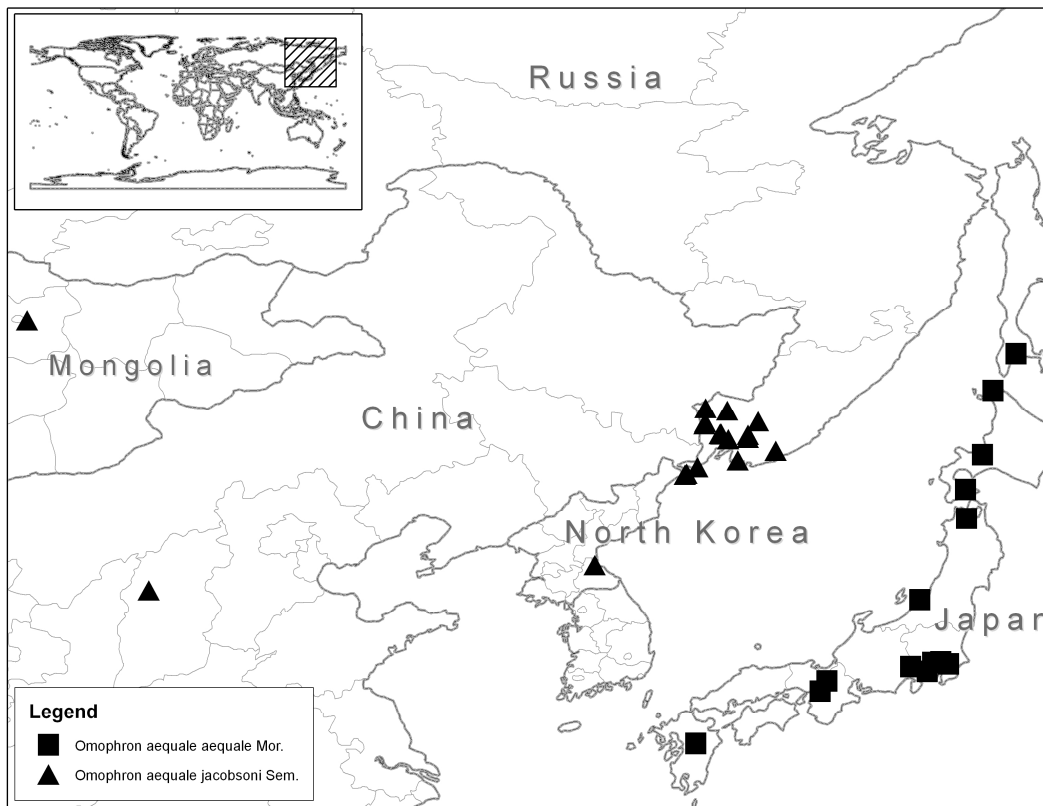 Russia
Mongolia
China
North Korea
Japan
Legend
Omophron aequale aequale Mor.
Omophron aequale jacobsoni Sem.